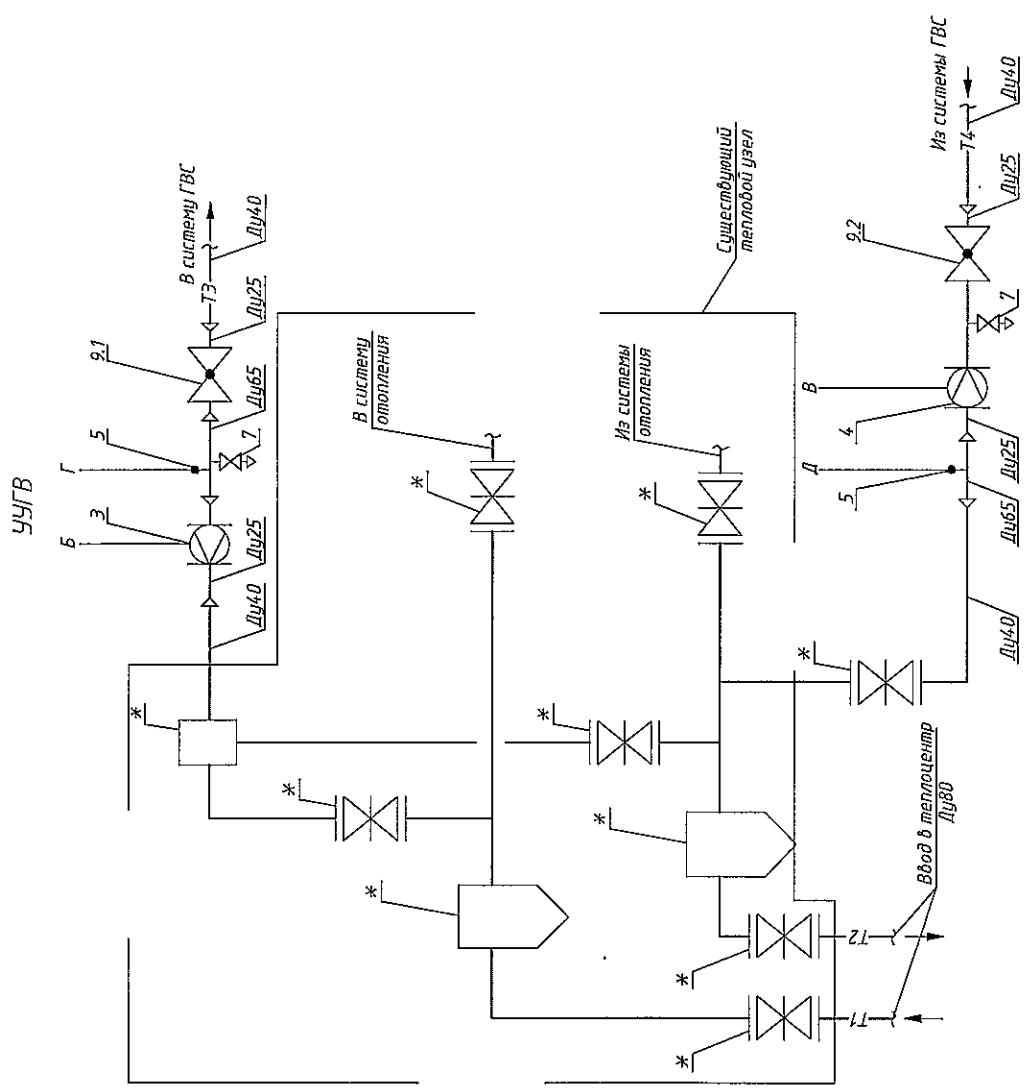 УУГВ
Б
3
Г
5
9.1
В систему ГВС
Т3
Ду40
Ду25
Ду65
7
Ду25
Ду40
*
*
*
В систему
отопления
*
*
Из системы
отопления
*
*
Существующий
тепловой узел
*
*
*
Т1
Т2
Ввод в теплоцентр
Ду80
Д
5
В
4
9.2
7
Из системы ГВС
Т4
Ду40
Ду25
Ду25
Ду65
Ду40